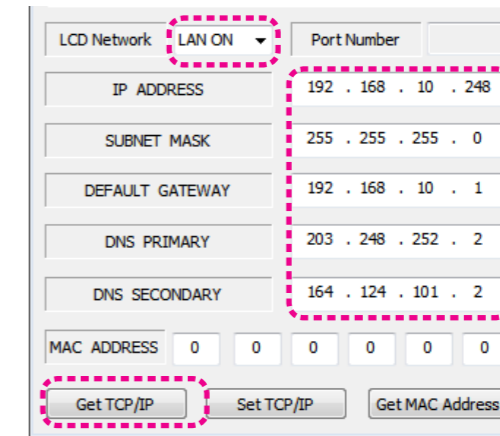 LCD Network LAN ON Port Number
IP ADDRESS 192 . 168 . 10 . 248
SUBNET MASK 255 . 255 . 255 . 0
DEFAULT GATEWAY 192 . 168 . 10 . 1
DNS PRIMARY 203 . 248 . 252 . 2
DNS SECONDARY 164 . 124 . 101 . 2
MAC ADDRESS 0 0 0 0 0 0
Get TCP/IP Set TCP/IP Get MAC Address